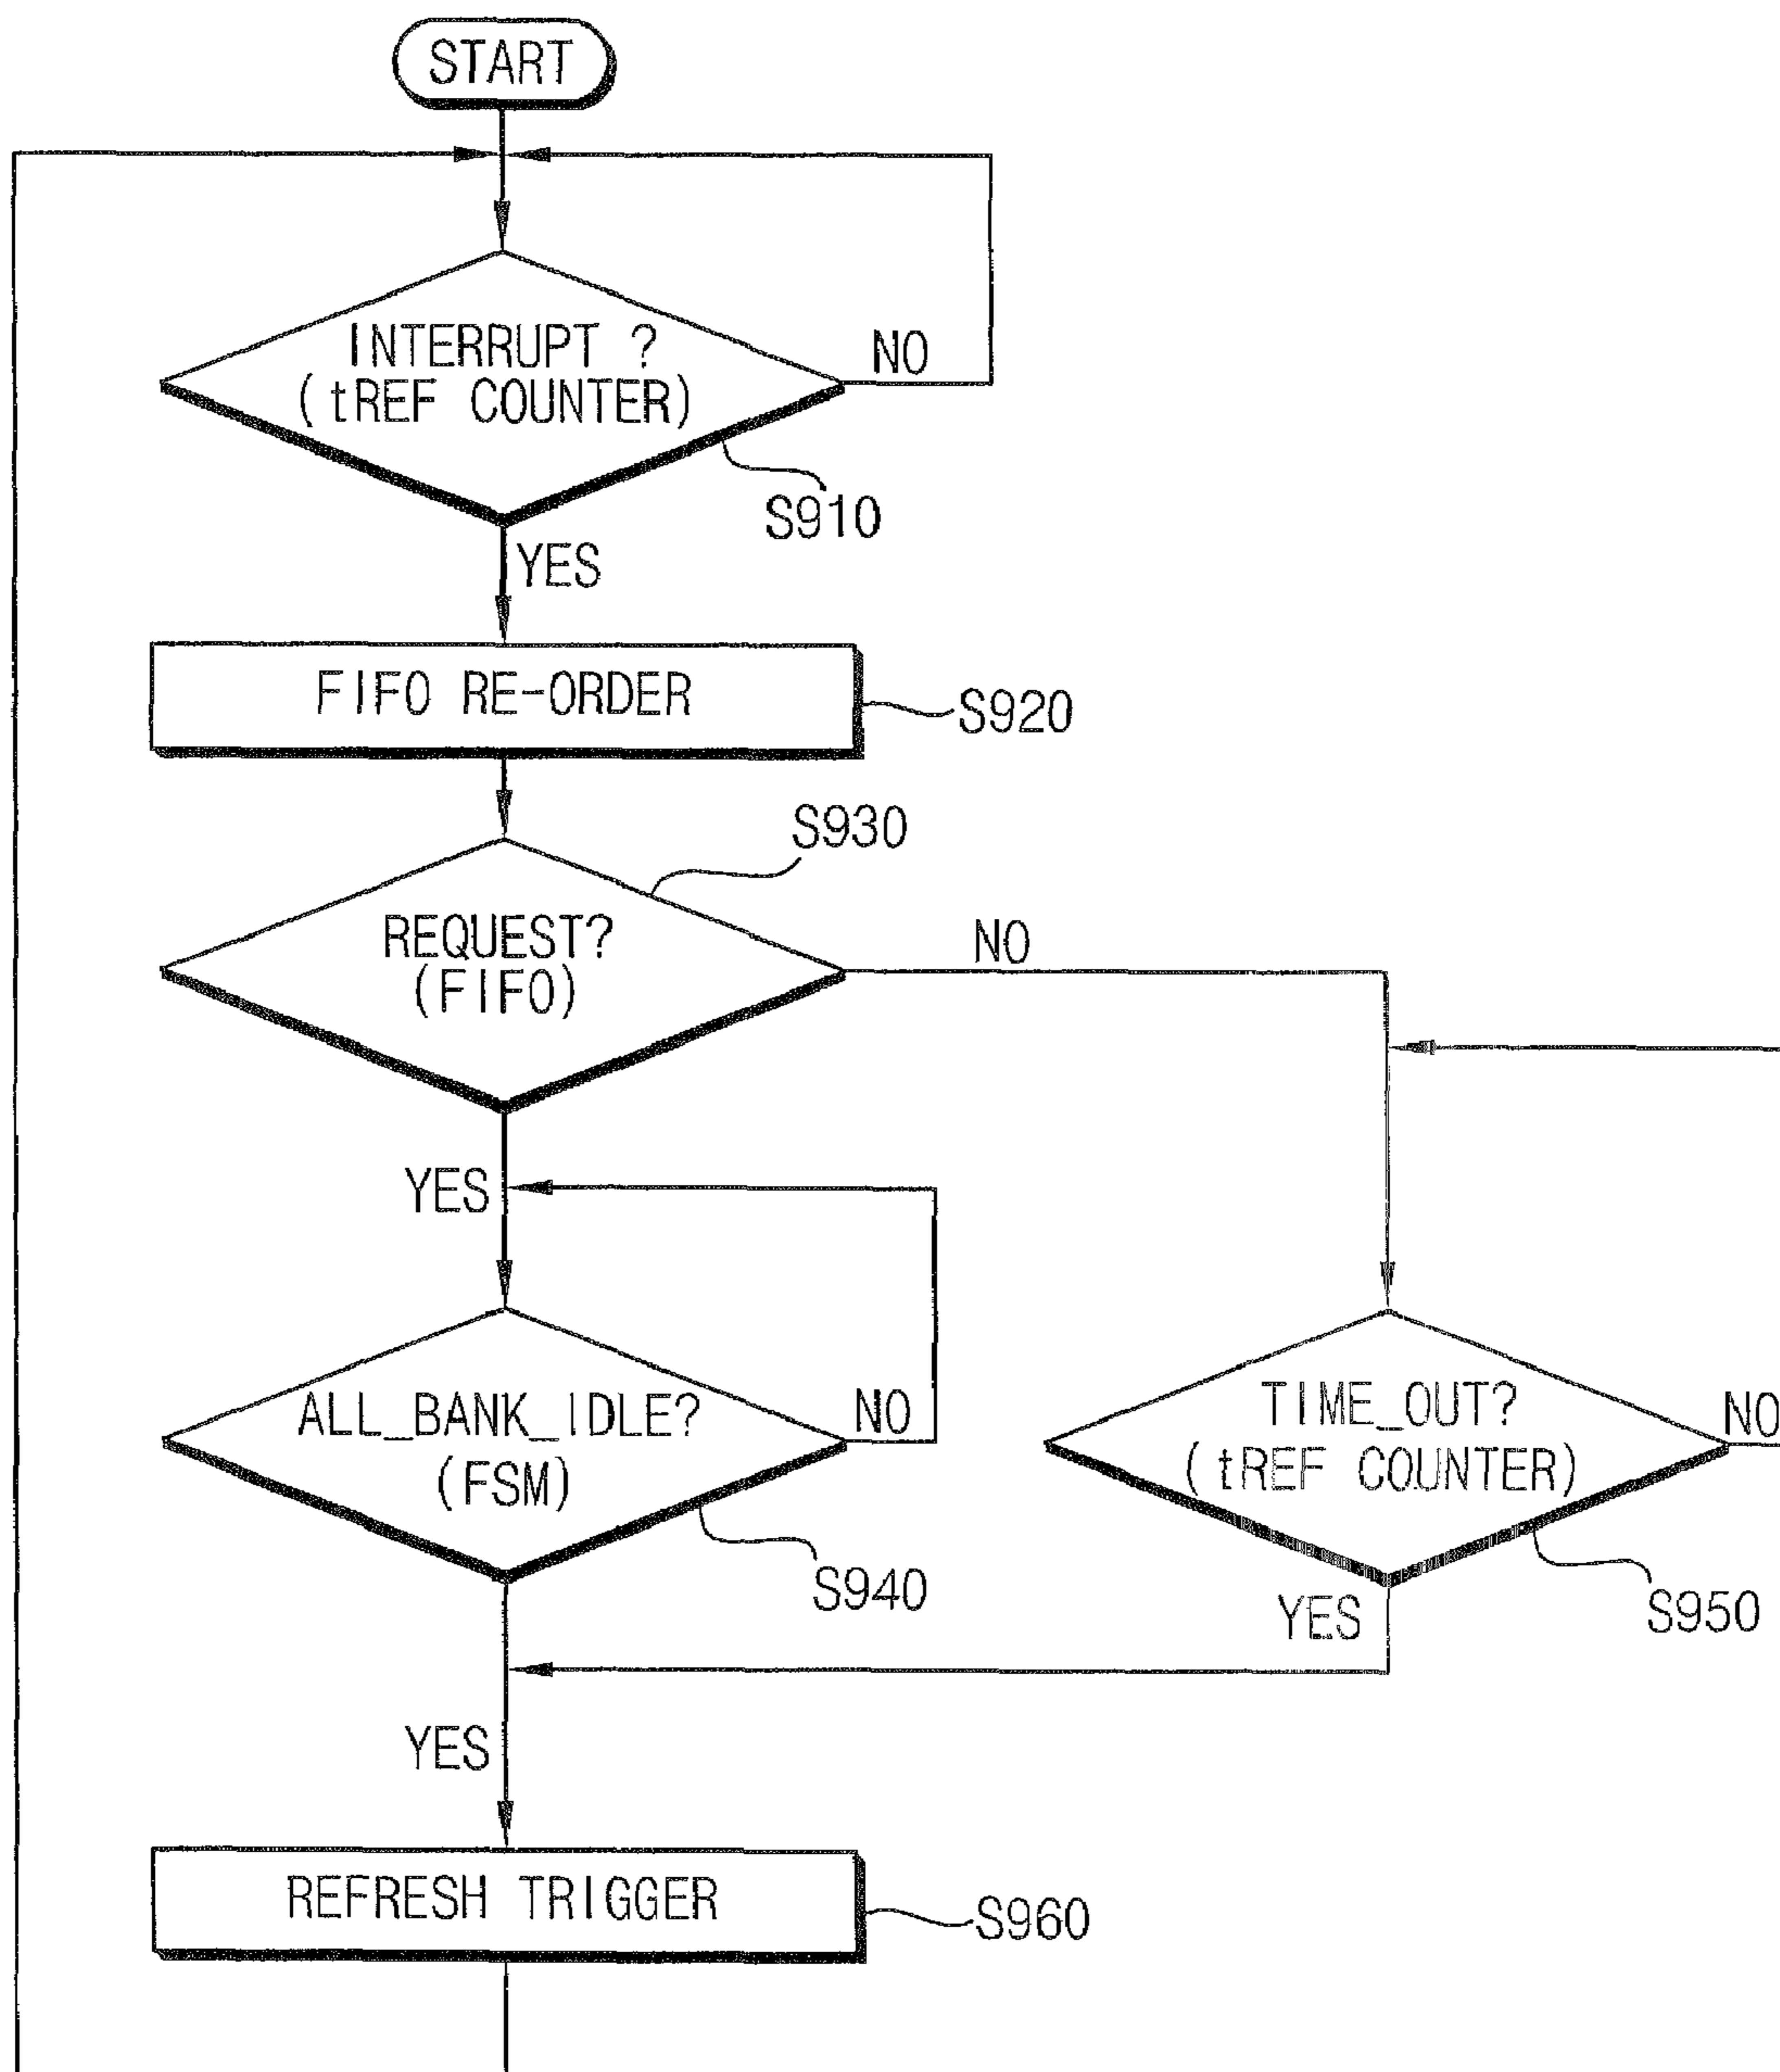 START
INTERRUPT ?
(tREF COUNTER)
NO
S910
YES
FIFO RE-ORDER
S920
S930
REQUEST?
(FIFO)
NO
YES
ALL_BANK_IDLE?
(FSM)
NO
S940
TIME_OUT?
(tREF COUNTER)
NO
S950
YES
YES
REFRESH TRIGGER
S960